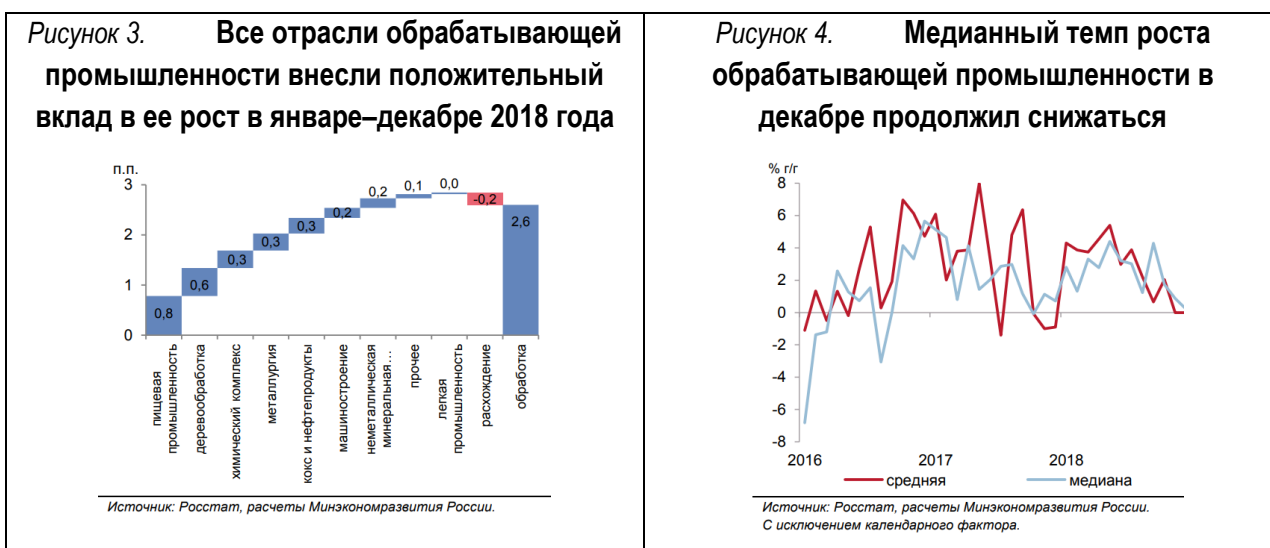 Рисунок 3. Все отрасли обрабатывающей
промышленности внесли положительный
вклад в ее рост в январе–декабре 2018 года
п.п.
3
2
1
0
0,8
0,6
0,3
0,3
0,3
0,2
0,2
0,1
0,0
-0,2
2,6
пищевая
промышленность
деревообработка
химический комплекс
металлургия
кокс и нефтепродукты
машиностроение
неметаллическая
минеральная…
прочее
легкая
промышленность
расхождение
обработка
Источник: Росстат, расчеты Минэкономразвития России.
Рисунок 4. Медианный темп роста
обрабатывающей промышленности в
декабре продолжил снижаться
% г/г
8
6
4
2
0
-2
-4
-6
-8
2016 2017 2018
средняя медиана
Источник: Росстат, расчеты Минэкономразвития России.
С исключением календарного фактора.